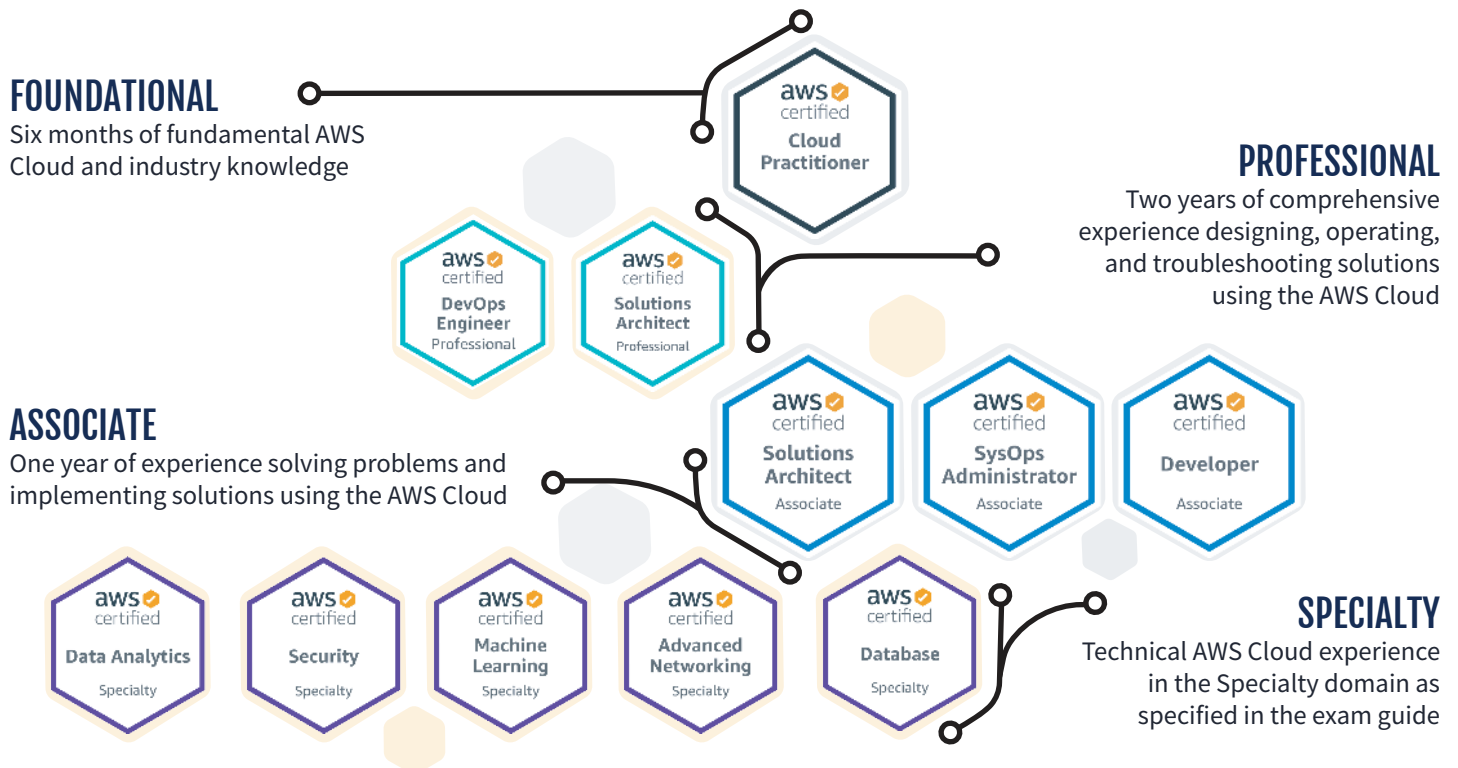 FOUNDATIONAL
Six months of fundamental AWS
Cloud and industry knowledge
aws
certified
Cloud
Practitioner
PROFESSIONAL
Two years of comprehensive
experience designing, operating,
and troubleshooting solutions
using the AWS Cloud
aws
certified
DevOps
Engineer
Professional
aws
certified
Solutions
Architect
Professional
ASSOCIATE
One year of experience solving problems and
implementing solutions using the AWS Cloud
aws
certified
Solutions
Architect
Associate
aws
certified
SysOps
Administrator
Associate
aws
certified
Developer
Associate
aws
certified
Data Analytics
Specialty
aws
certified
Security
Specialty
aws
certified
Machine
Learning
Specialty
aws
certified
Advanced
Networking
Specialty
aws
certified
Database
Specialty
SPECIALTY
Technical AWS Cloud experience
in the Specialty domain as
specified in the exam guide